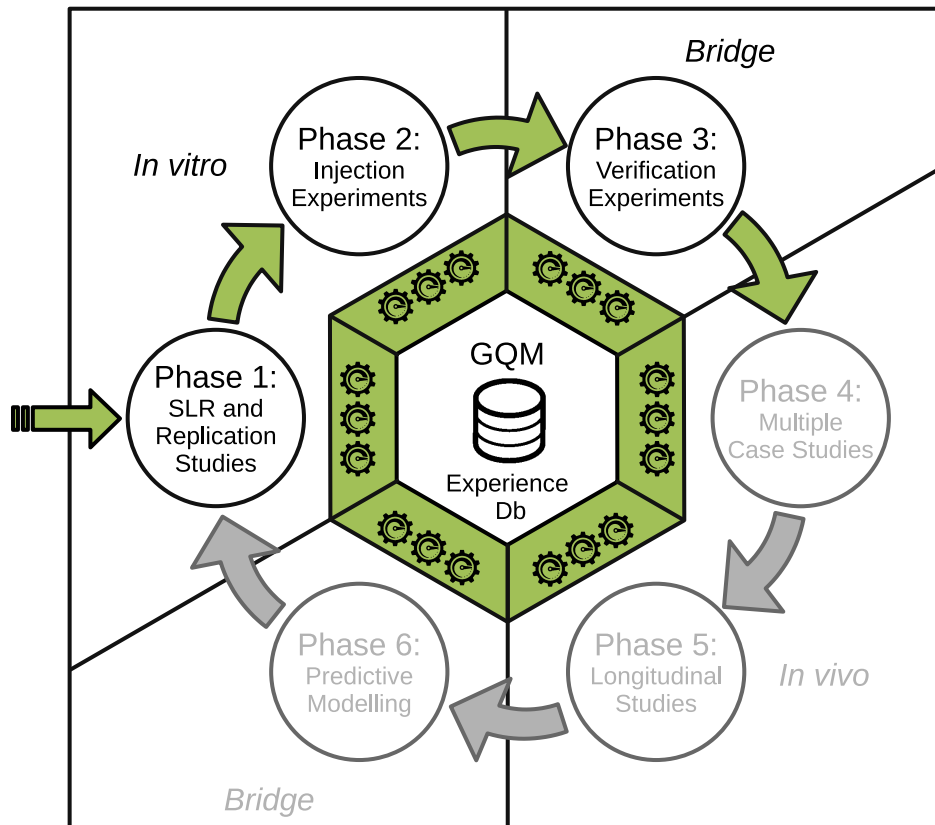 Bridge
In vitro
Phase 2:
Injection
Experiments
Phase 3:
Verification
Experiments
Phase 1:
SLR and
Replication
Studies
GQM
Experience
Db
Phase 4:
Multiple
Case Studies
Phase 6:
Predictive
Modelling
Phase 5:
Longitudinal
Studies
In vivo
Bridge